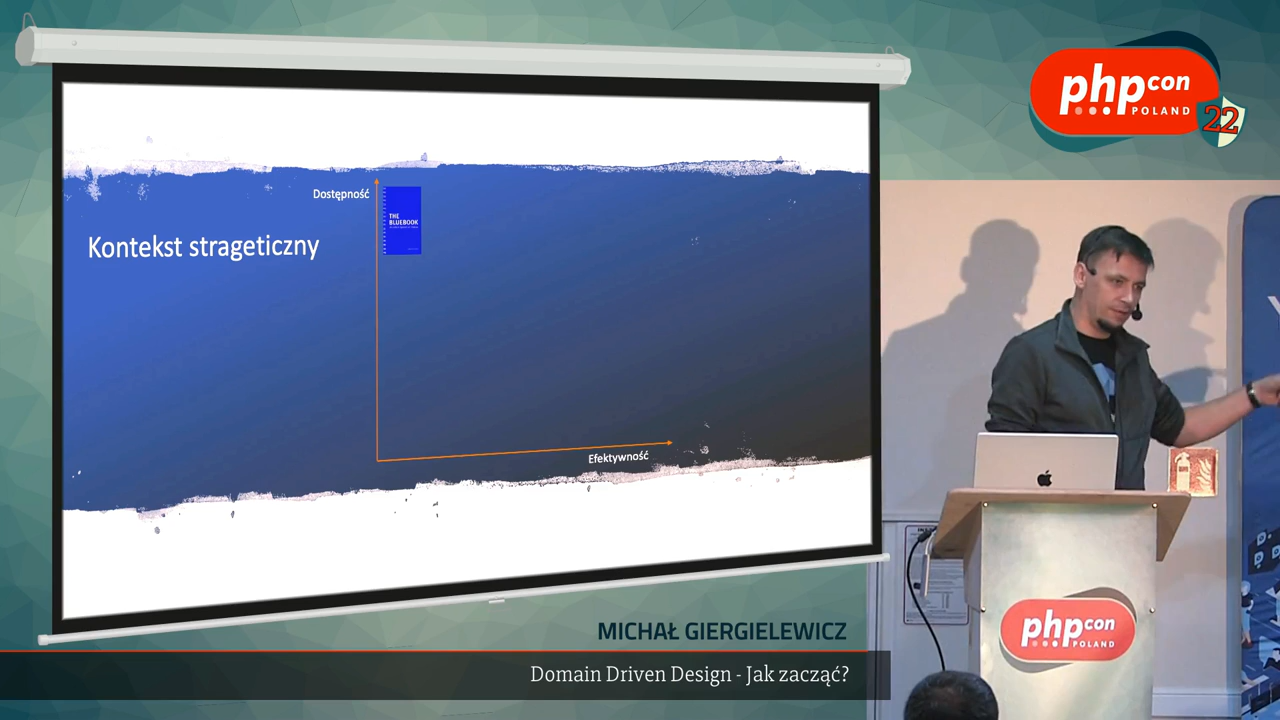 php con
POLAND
22
Dostępność
THE
BLUEBOOK
Kontekst strageticzny
Efektywność
php con
POLAND
MICHAŁ GIERGIELEWICZ
Domain Driven Design - Jak zacząć?